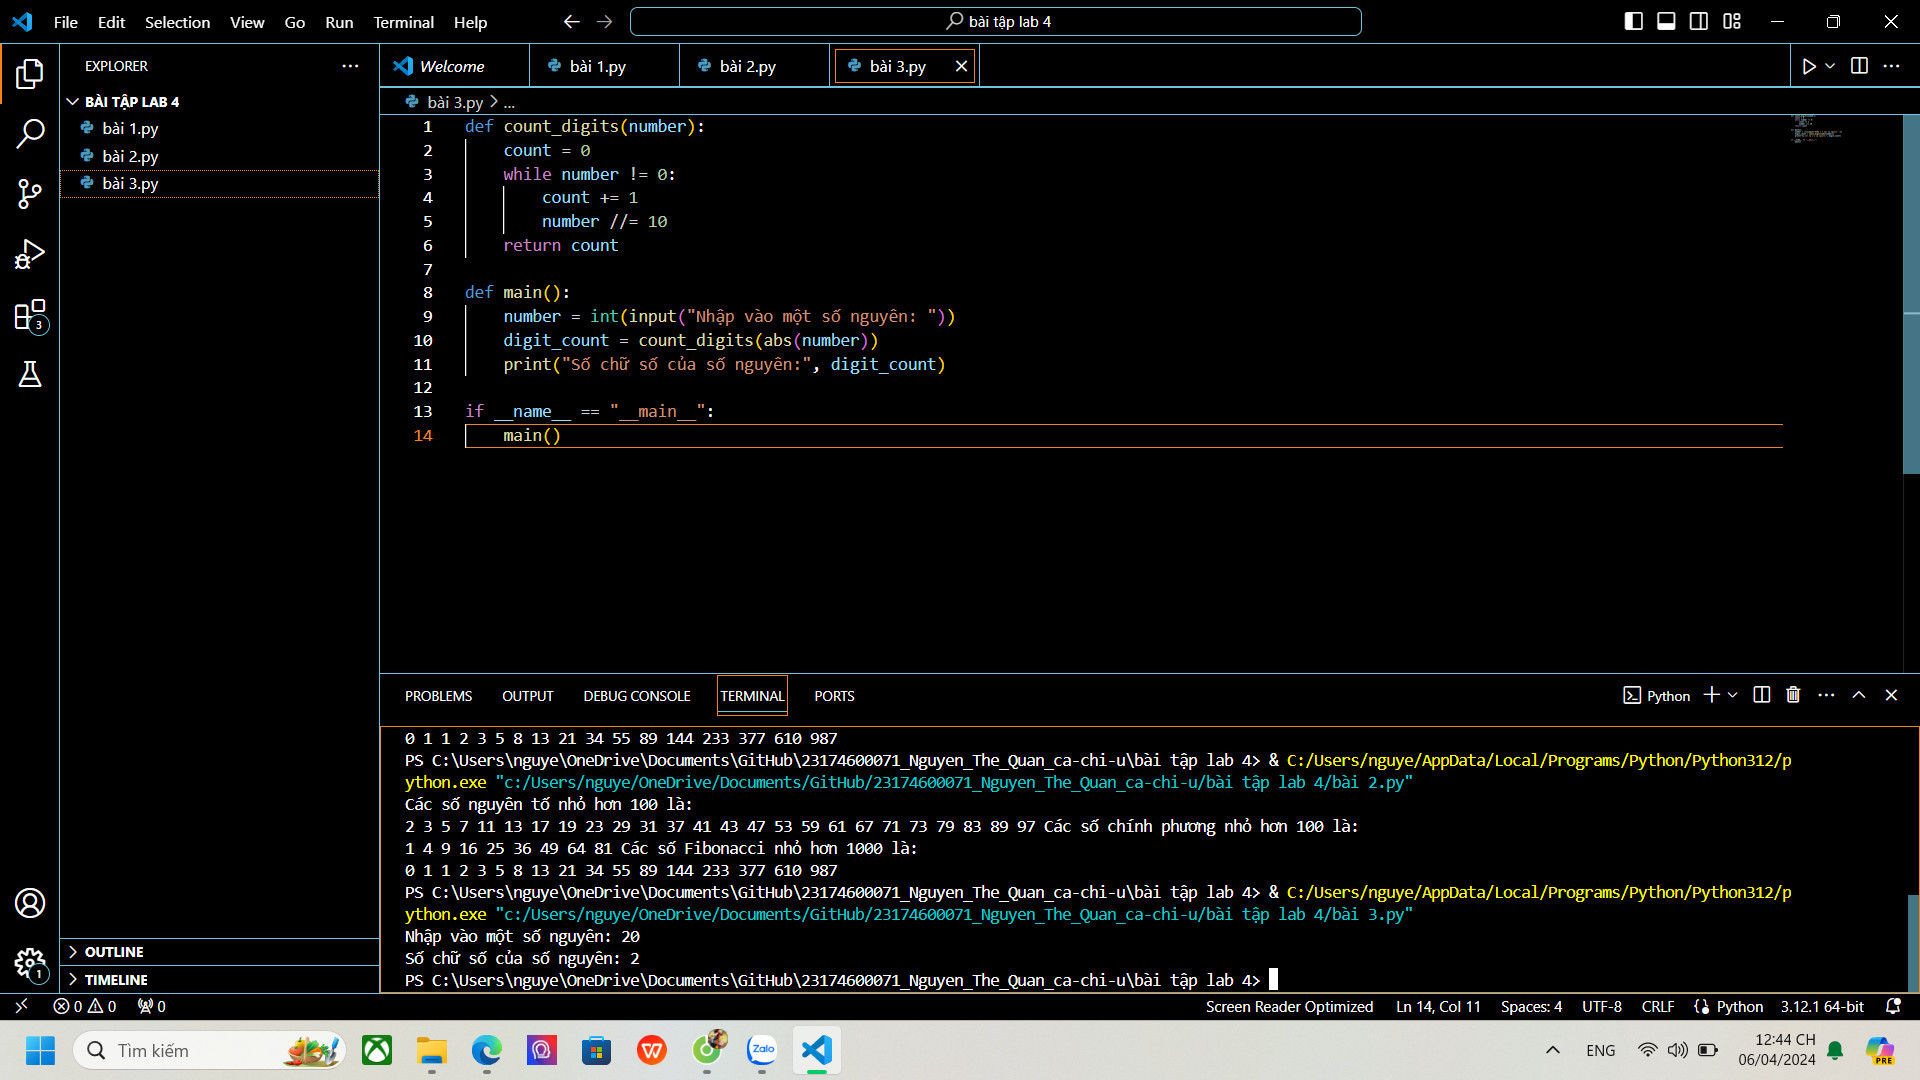 File Edit Selection View Go Run Terminal Help
bài tập lab 4
EXPLORER
BÀI TẬP LAB 4
bài 1.py
bài 2.py
bài 3.py
OUTLINE
TIMELINE
3
1
Welcome bài 1.py bài 2.py bài 3.py
bài 3.py > ...
1 def count_digits(number):
2     count = 0
3     while number != 0:
4         count += 1
5         number //= 10
6     return count
7
8 def main():
9     number = int(input("Nhập vào một số nguyên: "))
10     digit_count = count_digits(abs(number))
11     print("Số chữ số của số nguyên:", digit_count)
12
13 if __name__ == "__main__":
14     main()
PROBLEMS OUTPUT DEBUG CONSOLE TERMINAL PORTS
Python
0 1 1 2 3 5 8 13 21 34 55 89 144 233 377 610 987
PS C:\Users\nguye\OneDrive\Documents\GitHub\23174600071_Nguyen_The_Quan_ca-chi-u\bài tập lab 4> & C:/Users/nguye/AppData/Local/Programs/Python/Python312/p
ython.exe "c:/Users/nguye/OneDrive/Documents/GitHub/23174600071_Nguyen_The_Quan_ca-chi-u/bài tập lab 4/bài 2.py"
Các số nguyên tố nhỏ hơn 100 là:
2 3 5 7 11 13 17 19 23 29 31 37 41 43 47 53 59 61 67 71 73 79 83 89 97 Các số chính phương nhỏ hơn 100 là:
1 4 9 16 25 36 49 64 81 Các số Fibonacci nhỏ hơn 1000 là:
0 1 1 2 3 5 8 13 21 34 55 89 144 233 377 610 987
PS C:\Users\nguye\OneDrive\Documents\GitHub\23174600071_Nguyen_The_Quan_ca-chi-u\bài tập lab 4> & C:/Users/nguye/AppData/Local/Programs/Python/Python312/p
ython.exe "c:/Users/nguye/OneDrive/Documents/GitHub/23174600071_Nguyen_The_Quan_ca-chi-u/bài tập lab 4/bài 3.py"
Nhập vào một số nguyên: 20
Số chữ số của số nguyên: 2
PS C:\Users\nguye\OneDrive\Documents\GitHub\23174600071_Nguyen_The_Quan_ca-chi-u\bài tập lab 4>
0 0 0 Screen Reader Optimized Ln 14, Col 11 Spaces: 4 UTF-8 CRLF Python 3.12.1 64-bit
Tìm kiếm Zalo ENG 12:44 CH
06/04/2024
PRE